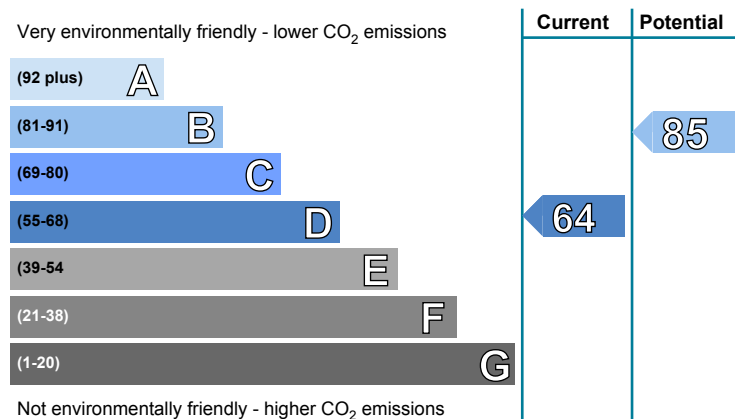 Very environmentally friendly - lower CO₂ emissions
Current
Potential
(92 plus) A
(81-91) B
(69-80) C
(55-68) D
(39-54 E
(21-38) F
(1-20) G
64
85
Not environmentally friendly - higher CO₂ emissions